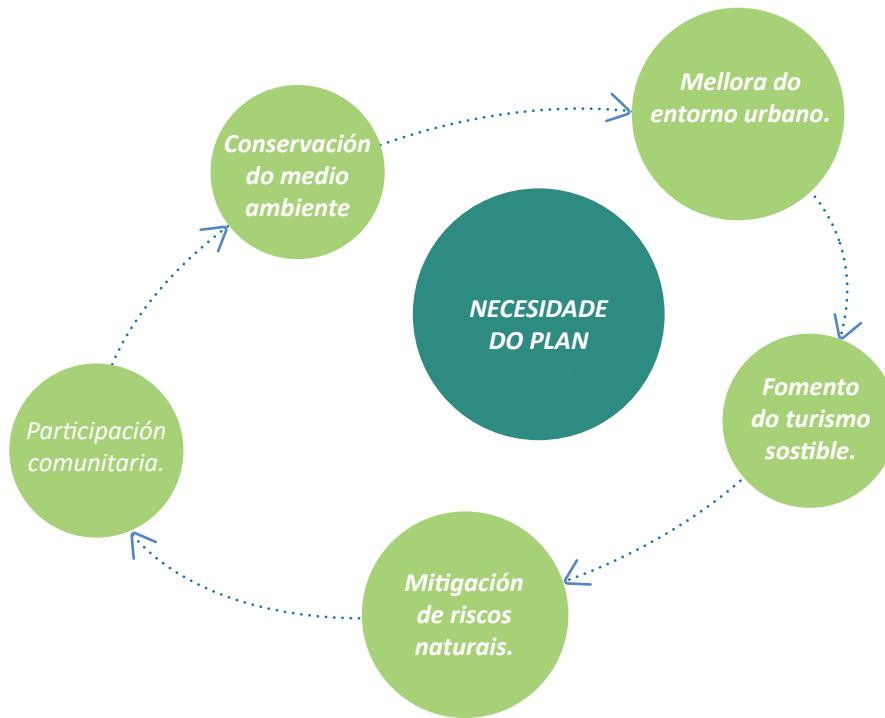 Mellora do
entorno urbano.
Conservación
do medio
ambiente
NECESIDADE
DO PLAN
Fomento
do turismo
sostible.
Participación
comunitaria.
Mitigación
de riscos
naturais.